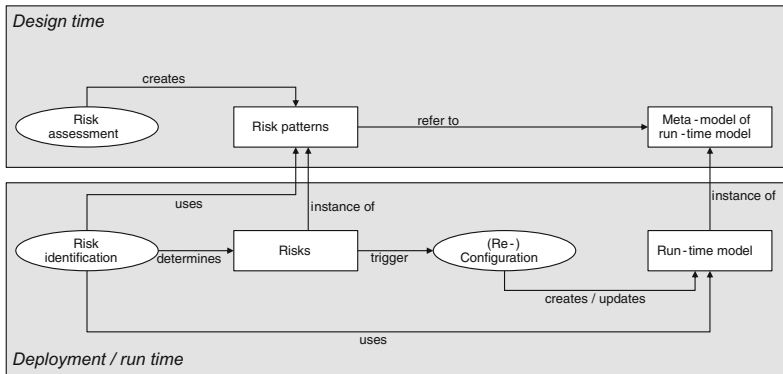 Design time
creates
Risk
assessment
Risk patterns
refer to
Meta-model of
run-time model
uses
instance of
instance of
Risk
identification
determines
Risks
trigger
(Re-)
Configuration
Run-time model
creates / updates
uses
Deployment / run time